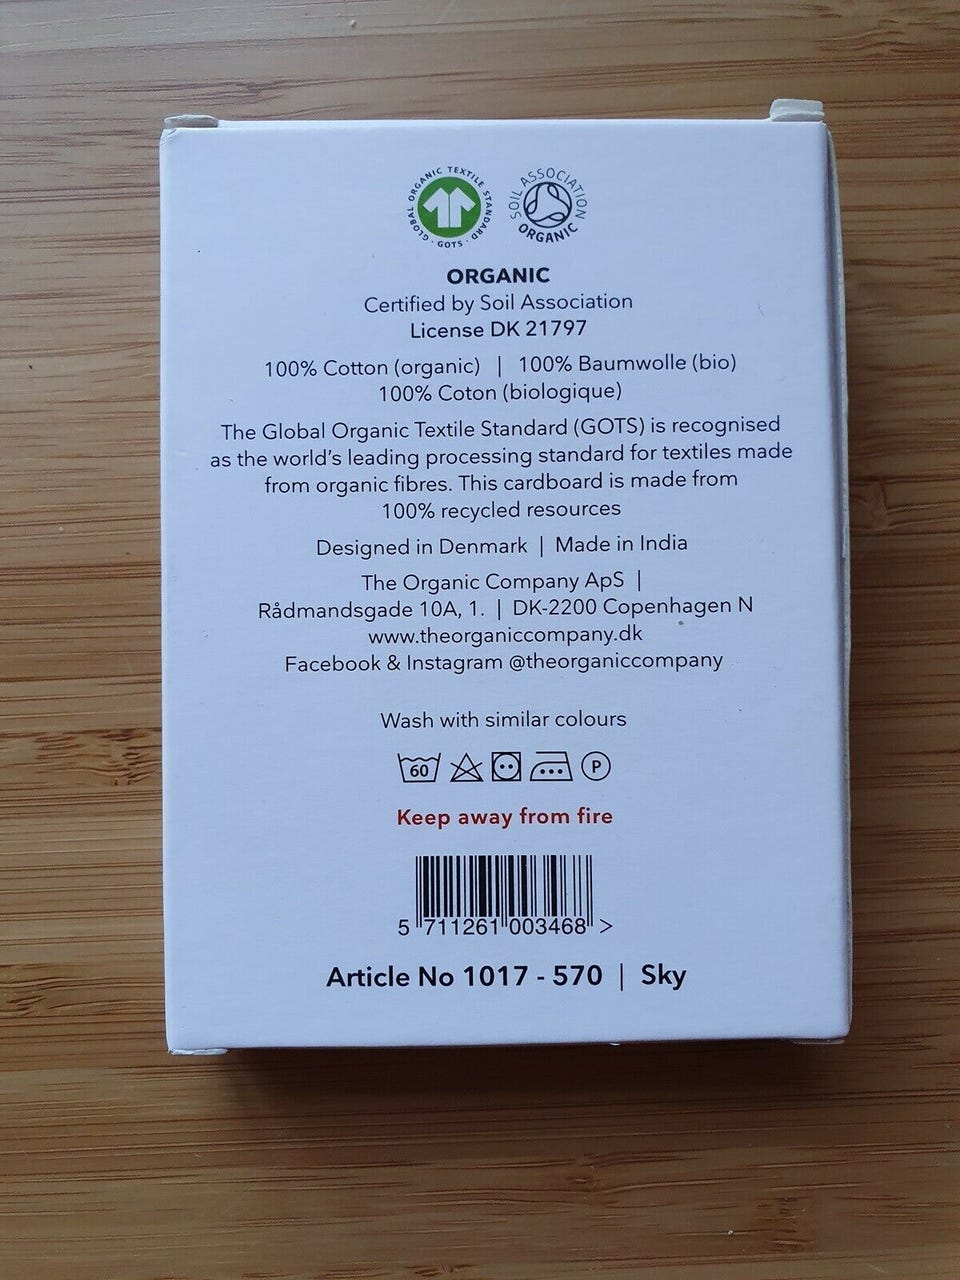 GLOBAL ORGANIC TEXTILE STANDARD · GOTS ·
SOIL ASSOCIATION ORGANIC
ORGANIC
Certified by Soil Association
License DK 21797
100% Cotton (organic) | 100% Baumwolle (bio)
100% Coton (biologique)
The Global Organic Textile Standard (GOTS) is recognised
as the world's leading processing standard for textiles made
from organic fibres. This cardboard is made from
100% recycled resources
Designed in Denmark | Made in India
The Organic Company ApS |
Rådmandsgade 10A, 1. | DK-2200 Copenhagen N
www.theorganiccompany.dk
Facebook & Instagram @theorganiccompany
Wash with similar colours
60 P
Keep away from fire
5 711261 003468 >
Article No 1017 - 570 | Sky